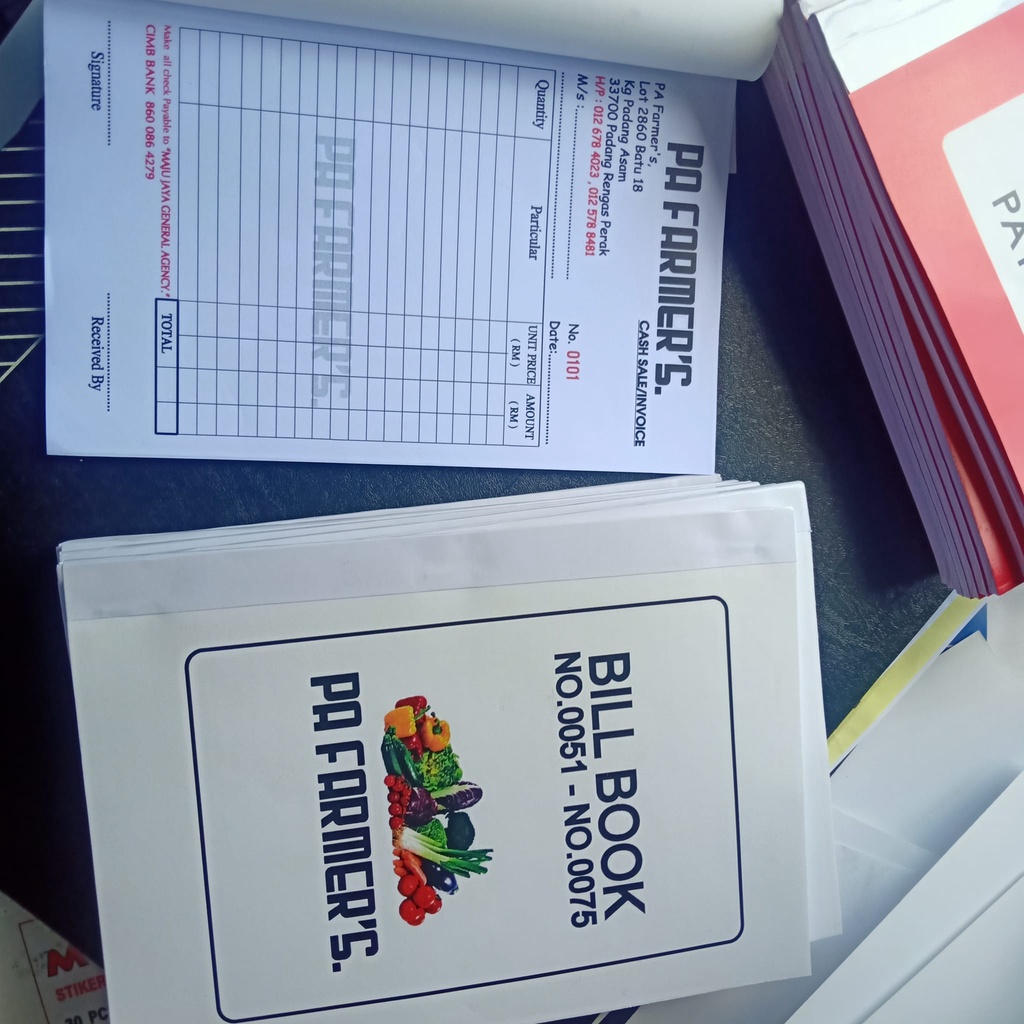 PA FARMER'S.
CASH SALE/INVOICE
PA Farmer's,
Lot 2860 Batu 18
Kg Padang Asam
33700 Padang Rengas Perak
H/P : 012 678 4023 , 012 578 8481
No. 0101
M/s :
Date:
Quantity
Particular
UNIT PRICE ( RM )
AMOUNT ( RM )
PA FARMER'S.
TOTAL
Make all check Payable to "MAJU JAYA GENERAL AGENCY."
CIMB BANK 860 086 4279
Signature
Received By
BILL BOOK
NO.0051 - NO.0075
PA FARMER'S.
STIKER